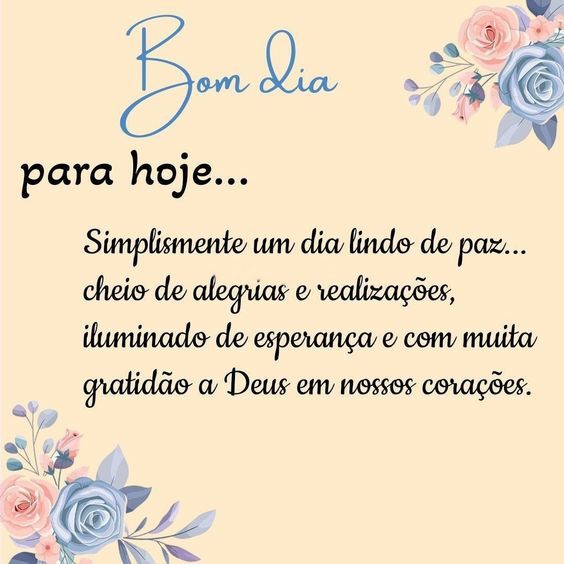 Bom dia
para hoje...
Simplismente um dia lindo de paz...
cheio de alegrias e realizações,
iluminado de esperança e com muita
gratidão a Deus em nossos corações.